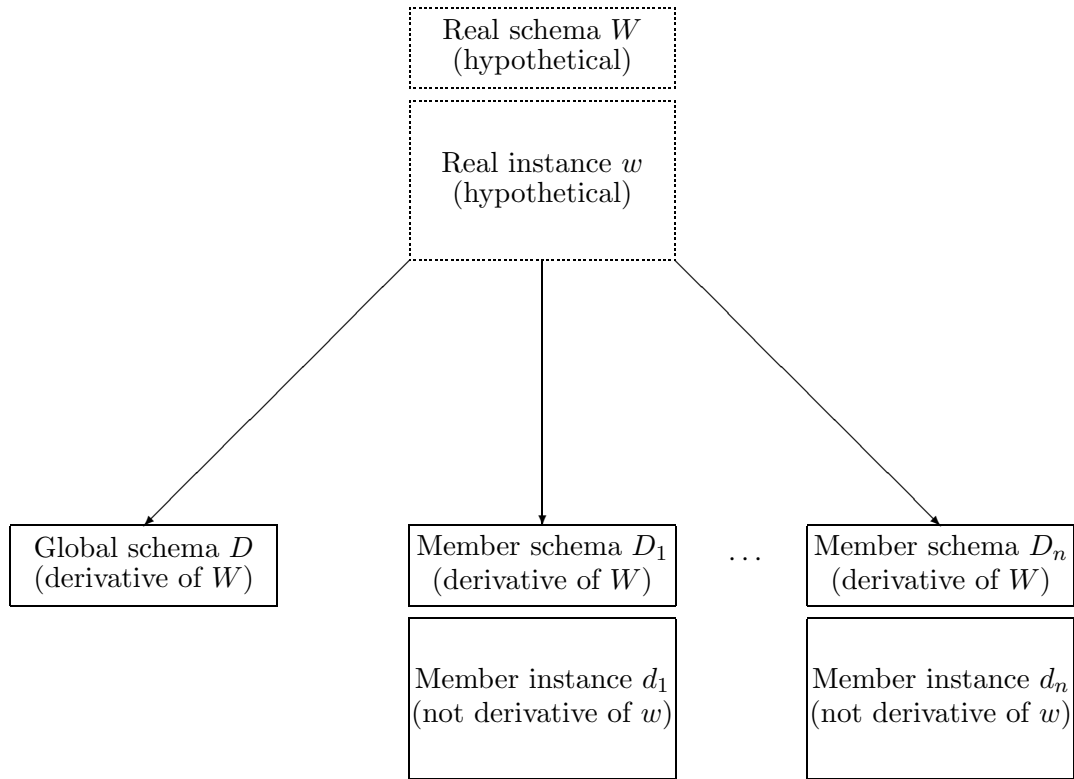 Real schema W
(hypothetical)
Real instance w
(hypothetical)
Global schema D
(derivative of W)
Member schema D₁
(derivative of W)
. . .
Member schema Dₙ
(derivative of W)
Member instance d₁
(not derivative of w)
Member instance dₙ
(not derivative of w)